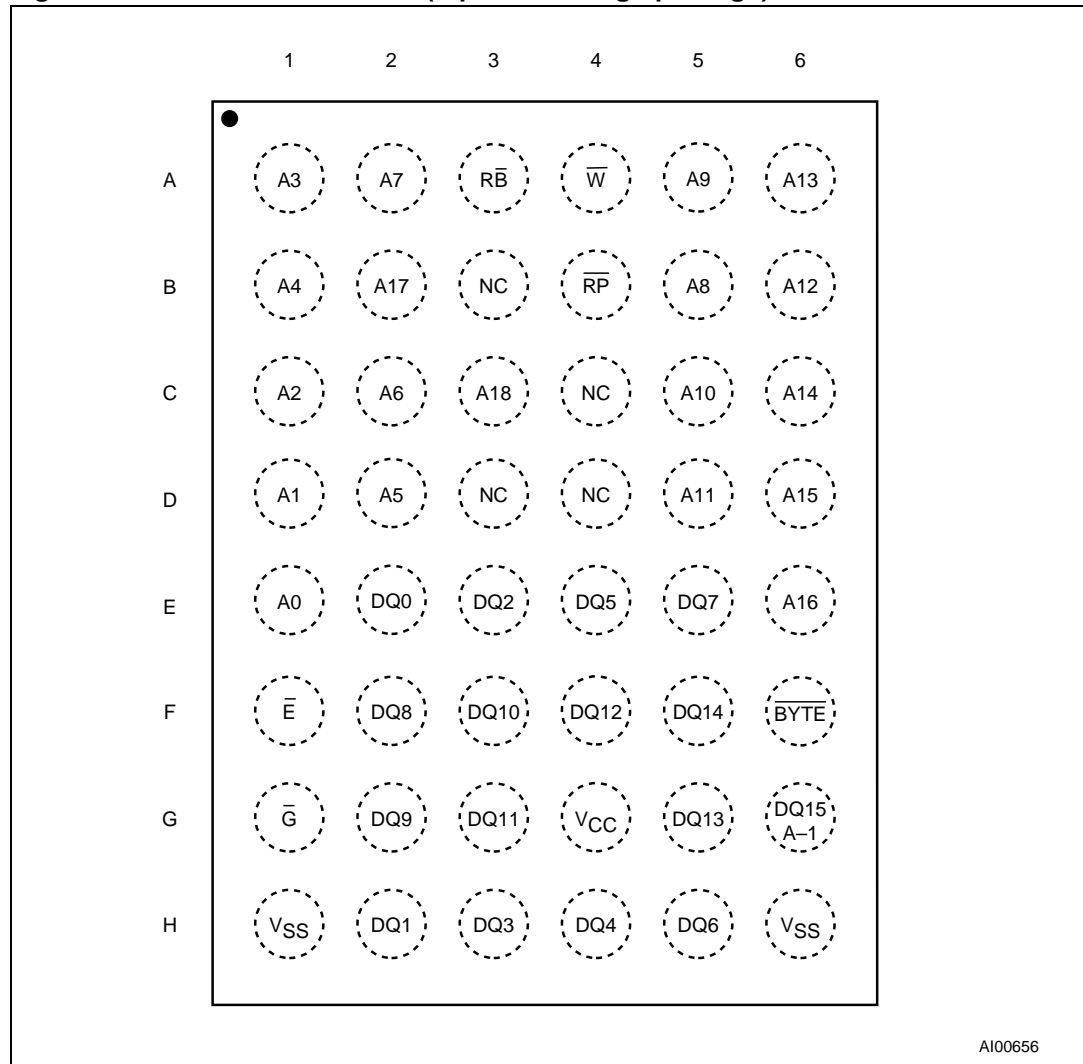 1 2 3 4 5 6
A A3 A7 RB̅ W̅ A9 A13
B A4 A17 NC R̅P̅ A8 A12
C A2 A6 A18 NC A10 A14
D A1 A5 NC NC A11 A15
E A0 DQ0 DQ2 DQ5 DQ7 A16
F E̅ DQ8 DQ10 DQ12 DQ14 B̅Y̅T̅E̅
G G̅ DQ9 DQ11 VCC DQ13 DQ15
A–1
H VSS DQ1 DQ3 DQ4 DQ6 VSS
AI00656